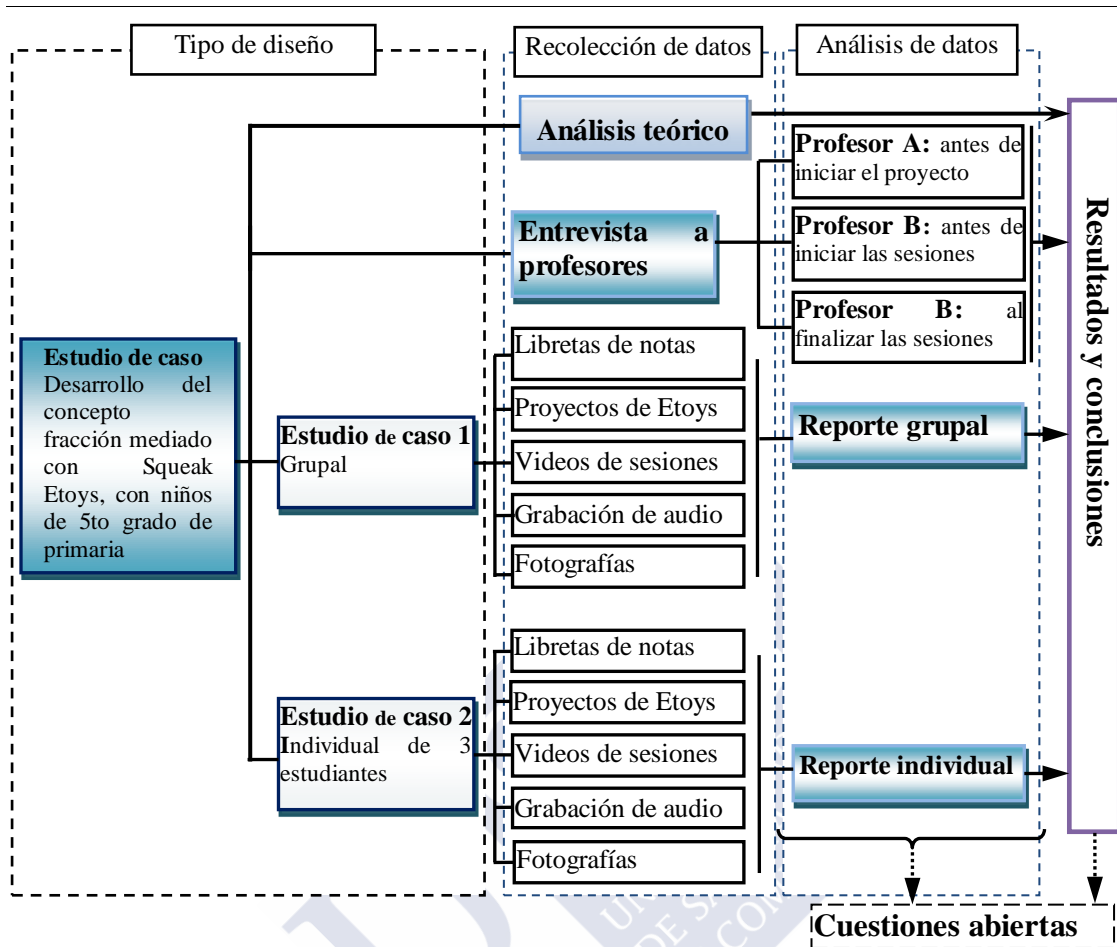 Tipo de diseño
Recolección de datos
Análisis de datos
Análisis teórico
Profesor A: antes de
iniciar el proyecto
Entrevista a
profesores
Profesor B: antes de
iniciar las sesiones
Profesor B: al
finalizar las sesiones
Estudio de caso
Desarrollo del
concepto
fracción mediado
con Squeak
Etoys, con niños
de 5to grado de
primaria
Estudio de caso 1
Grupal
Libretas de notas
Proyectos de Etoys
Videos de sesiones
Grabación de audio
Fotografías
Reporte grupal
Estudio de caso 2
Individual de 3
estudiantes
Libretas de notas
Proyectos de Etoys
Videos de sesiones
Grabación de audio
Fotografías
Reporte individual
Resultados y conclusiones
Cuestiones abiertas